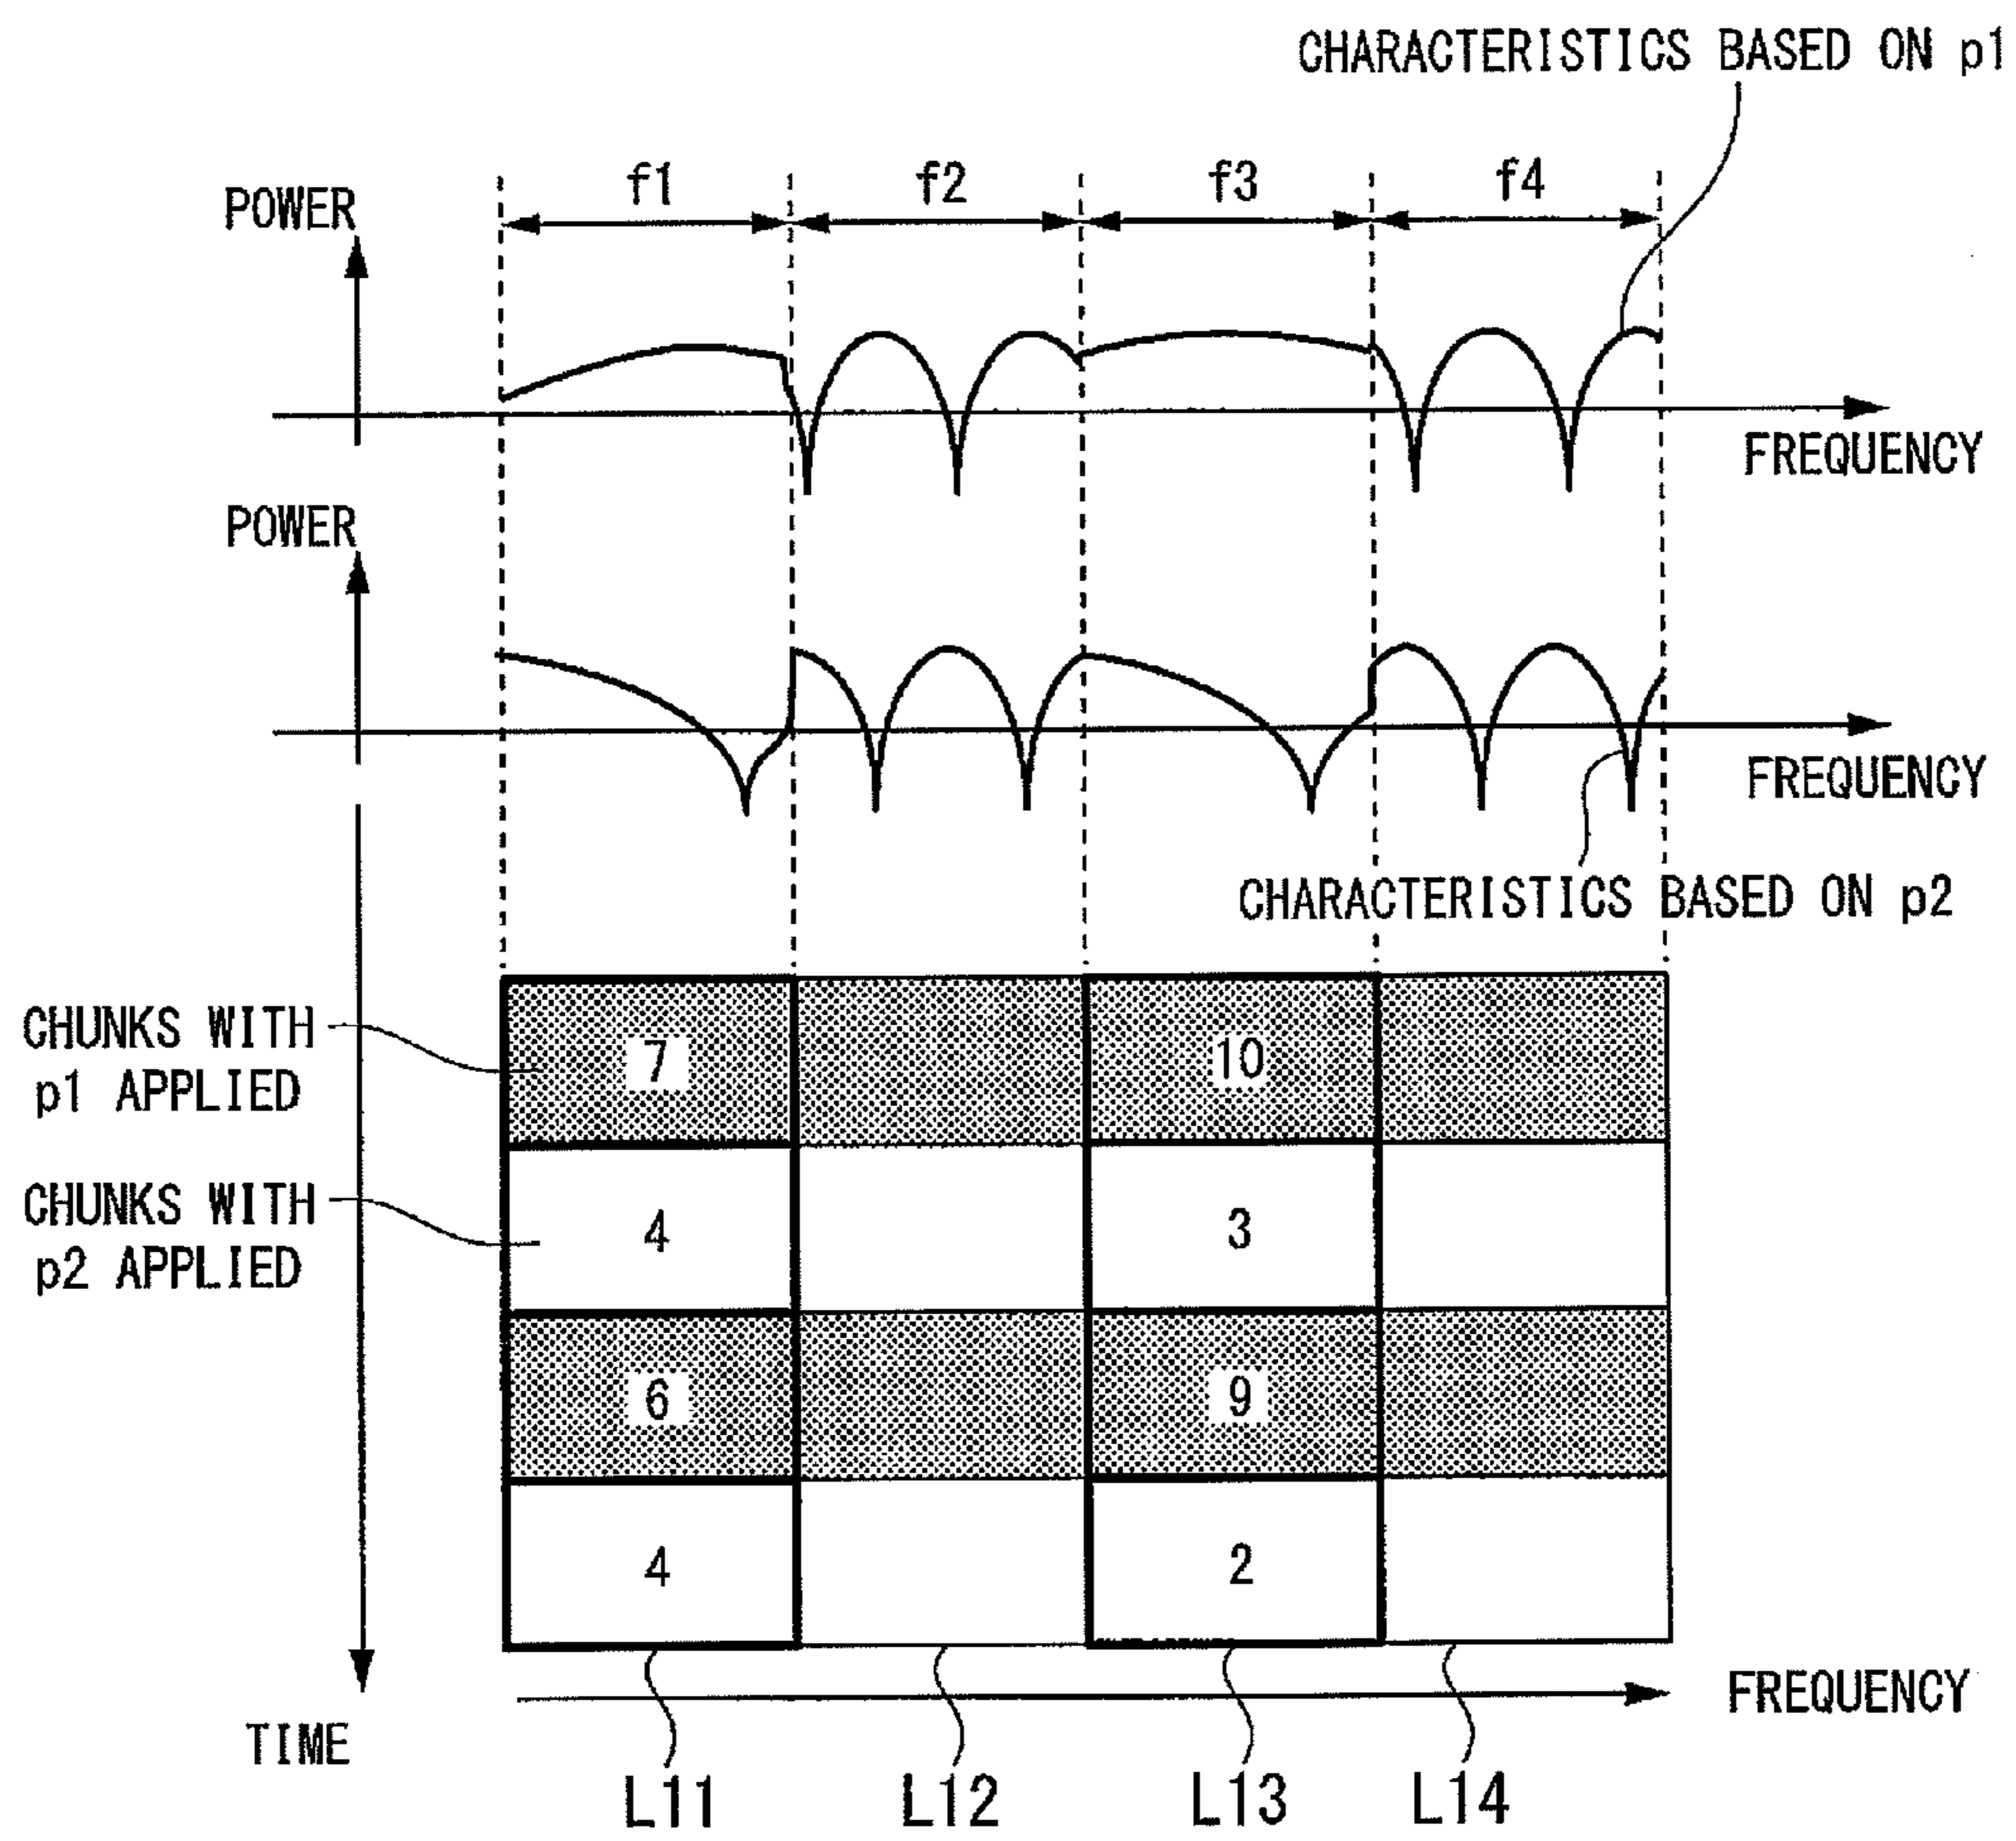 CHARACTERISTICS BASED ON p1
f1 f2 f3 f4
POWER
FREQUENCY
POWER
FREQUENCY
CHARACTERISTICS BASED ON p2
CHUNKS WITH
p1 APPLIED
7 10
CHUNKS WITH
p2 APPLIED
4 3
6 9
4 2
FREQUENCY
TIME
L11 L12 L13 L14